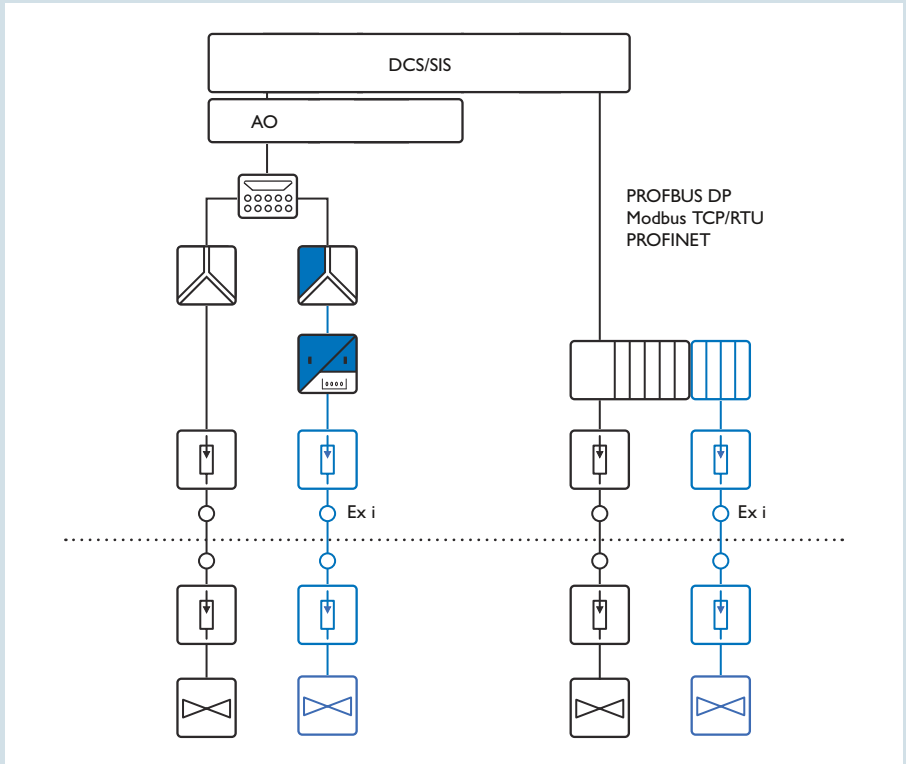 DCS/SIS
AO
PROFBUS DP
Modbus TCP/RTU
PROFINET
Ex i
Ex i